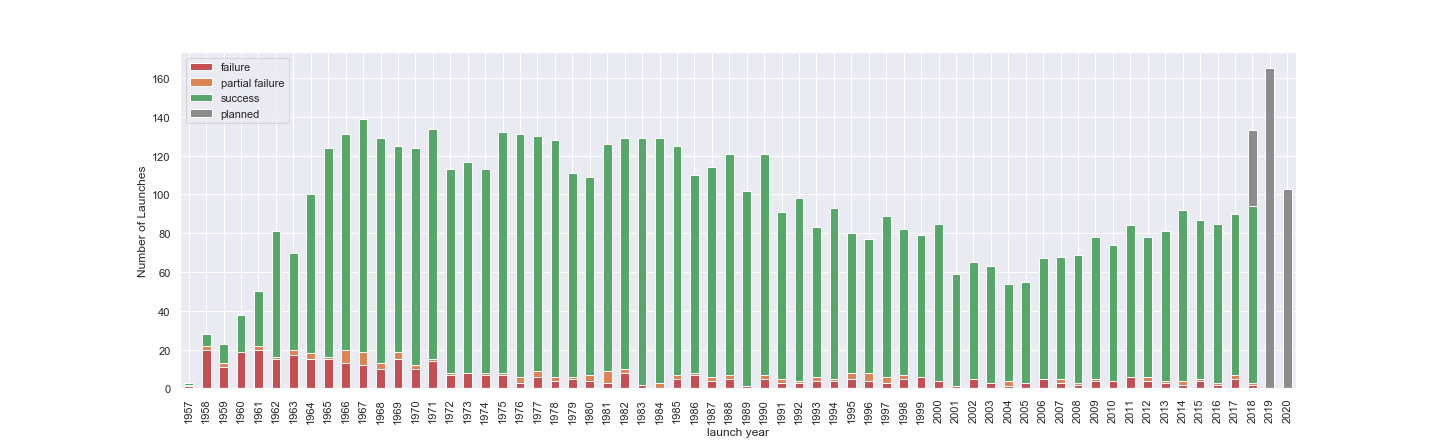 failure
partial failure
success
planned
Number of Launches
160
140
120
100
80
60
40
20
0
1957 1958 1959 1960 1961 1962 1963 1964 1965 1966 1967 1968 1969 1970 1971 1972 1973 1974 1975 1976 1977 1978 1979 1980 1981 1982 1983 1984 1985 1986 1987 1988 1989 1990 1991 1992 1993 1994 1995 1996 1997 1998 1999 2000 2001 2002 2003 2004 2005 2006 2007 2008 2009 2010 2011 2012 2013 2014 2015 2016 2017 2018 2019 2020
launch year